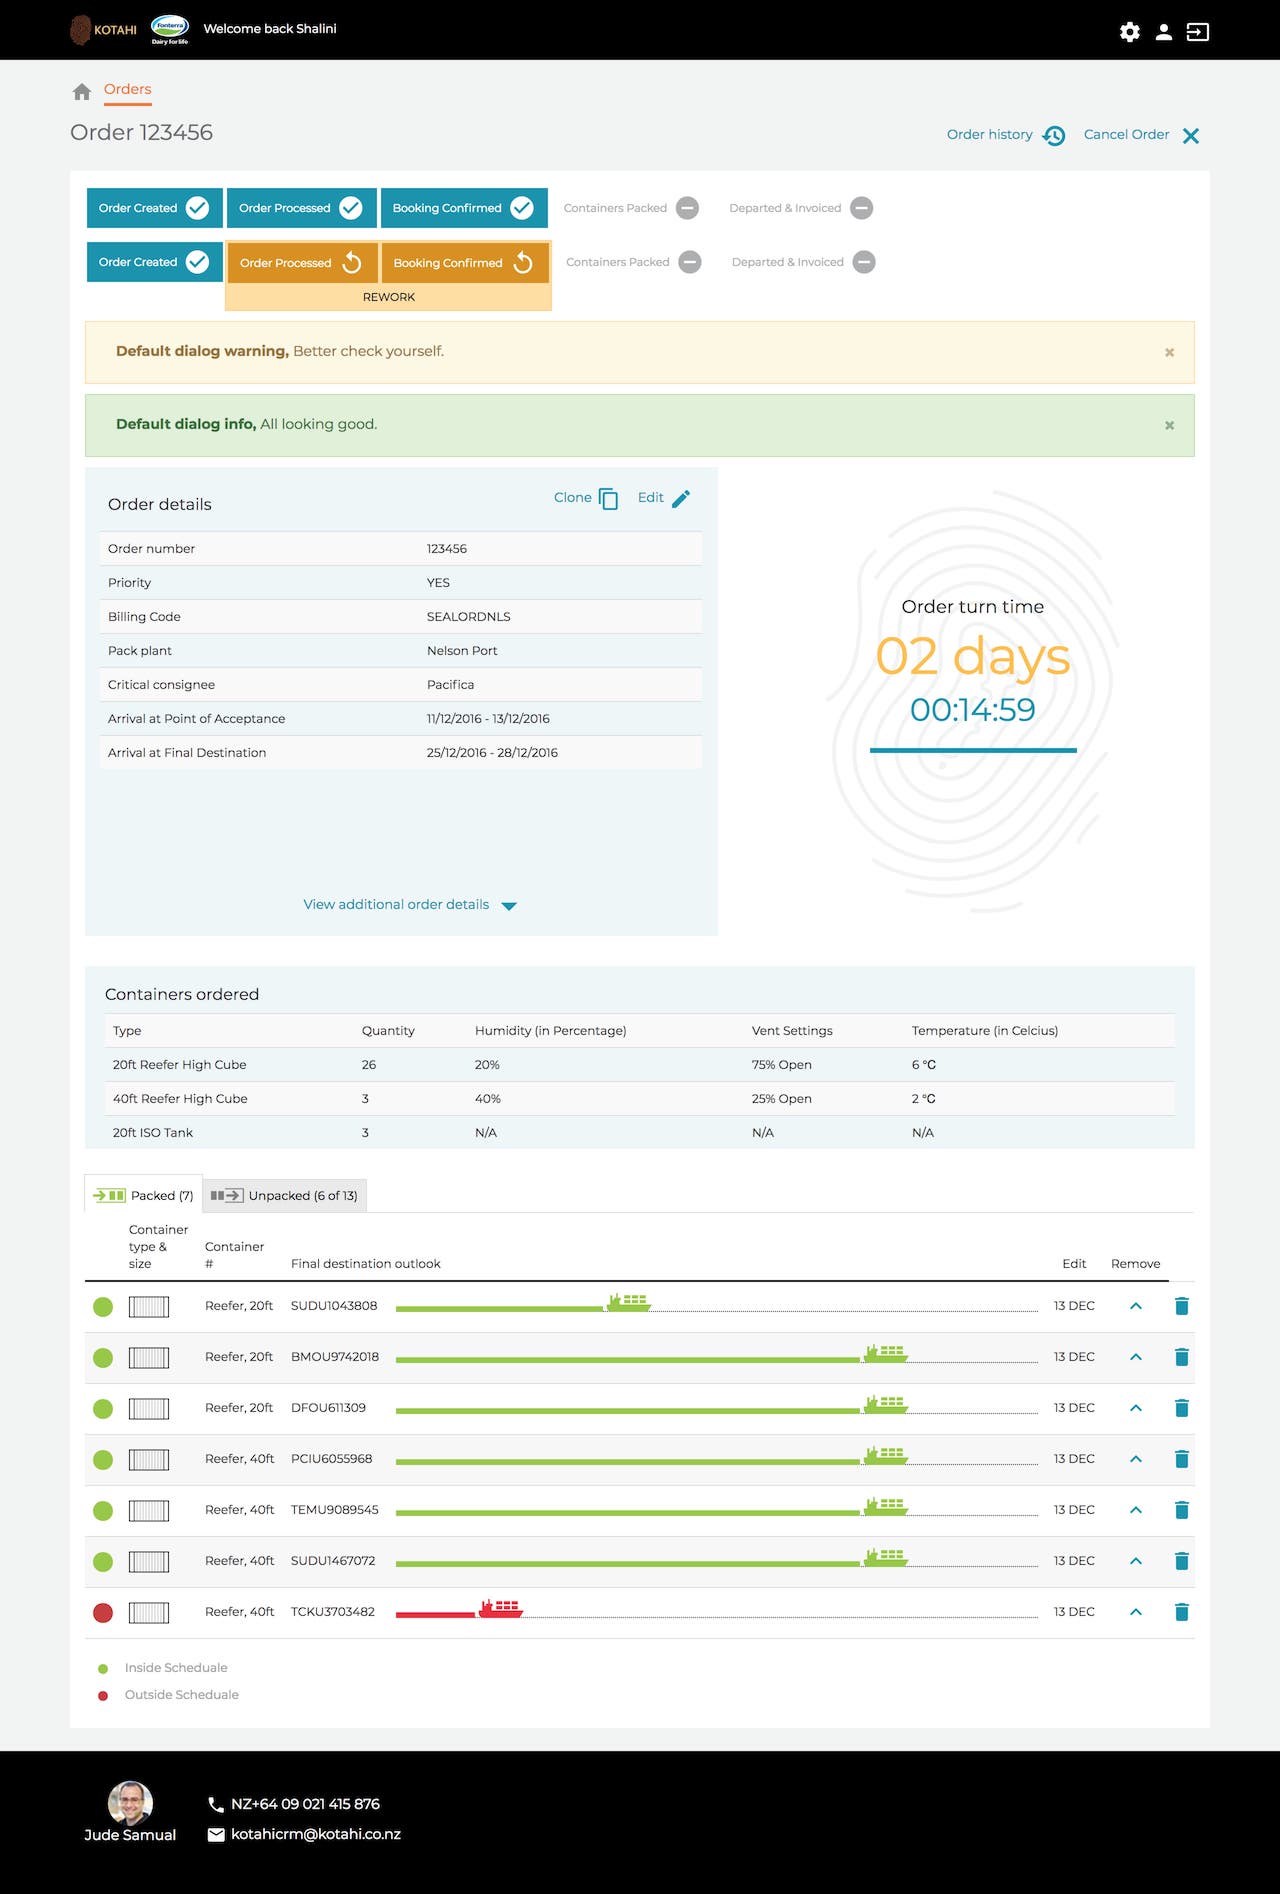 KOTAHI
Fonterra
Dairy for life
Welcome back Shalini
Orders
Order 123456
Order history
Cancel Order
Order Created
Order Processed
Booking Confirmed
Containers Packed
Departed & Invoiced
Order Created
Order Processed
Booking Confirmed
Containers Packed
Departed & Invoiced
REWORK
Default dialog warning, Better check yourself.
Default dialog info, All looking good.
Order details
Clone
Edit
Order number 123456
Priority YES
Billing Code SEALORDNLS
Pack plant Nelson Port
Critical consignee Pacifica
Arrival at Point of Acceptance 11/12/2016 - 13/12/2016
Arrival at Final Destination 25/12/2016 - 28/12/2016
View additional order details
Order turn time
02 days
00:14:59
Containers ordered
Type Quantity Humidity (in Percentage) Vent Settings Temperature (in Celcius)
20ft Reefer High Cube 26 20% 75% Open 6 °C
40ft Reefer High Cube 3 40% 25% Open 2 °C
20ft ISO Tank 3 N/A N/A N/A
Packed (7)
Unpacked (6 of 13)
Container
type &
size
Container
#
Final destination outlook
Edit
Remove
Reefer, 20ft SUDU1043808 13 DEC
Reefer, 20ft BMOU9742018 13 DEC
Reefer, 20ft DFOU611309 13 DEC
Reefer, 40ft PCIU6055968 13 DEC
Reefer, 40ft TEMU9089545 13 DEC
Reefer, 40ft SUDU1467072 13 DEC
Reefer, 40ft TCKU3703482 13 DEC
Inside Scheduale
Outside Scheduale
Jude Samual
NZ+64 09 021 415 876
kotahicrm@kotahi.co.nz